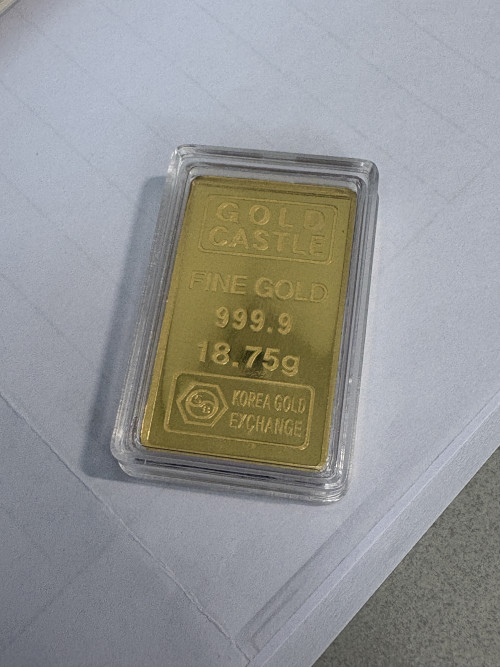 GOLD
CASTLE
FINE GOLD
999.9
18.75g
KOREA GOLD
EXCHANGE